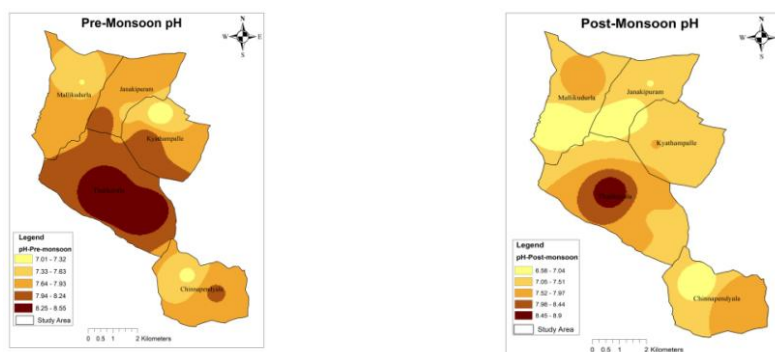 Pre-Monsoon pH
N
W E
S
Mallikudurla
Janakipuram
Kyathampalle
Chinnapendyala
Legend
pH-Pre-monsoon
7.01 - 7.32
7.33 - 7.63
7.64 - 7.93
7.94 - 8.24
8.25 - 8.55
Study Area
0 0.5 1 2 Kilometers
Post-Monsoon pH
N
W E
S
Mallikudurla
Janakipuram
Kyathampalle
Chinnapendyala
Legend
pH-Post-monsoon
6.58 - 7.04
7.05 - 7.51
7.52 - 7.97
7.98 - 8.44
8.45 - 8.9
Study Area
0 0.5 1 2 Kilometers